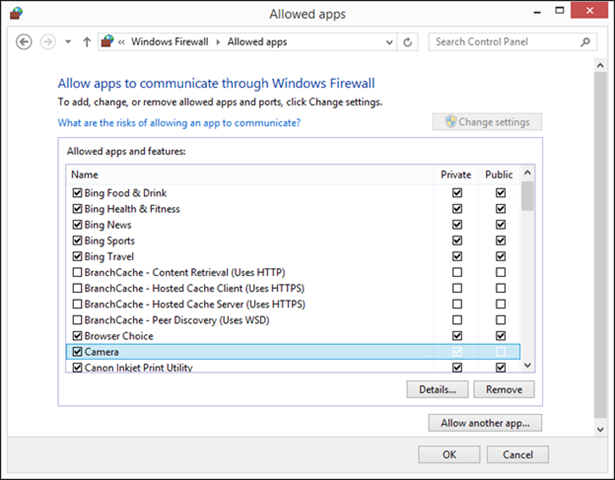 Allowed apps
« Windows Firewall ▸ Allowed apps
Search Control Panel
Allow apps to communicate through Windows Firewall
To add, change, or remove allowed apps and ports, click Change settings.
What are the risks of allowing an app to communicate?
Change settings
Allowed apps and features:
Name Private Public
Bing Food & Drink
Bing Health & Fitness
Bing News
Bing Sports
Bing Travel
BranchCache - Content Retrieval (Uses HTTP)
BranchCache - Hosted Cache Client (Uses HTTPS)
BranchCache - Hosted Cache Server (Uses HTTPS)
BranchCache - Peer Discovery (Uses WSD)
Browser Choice
Camera
Canon Inkjet Print Utility
Details... Remove
Allow another app...
OK Cancel